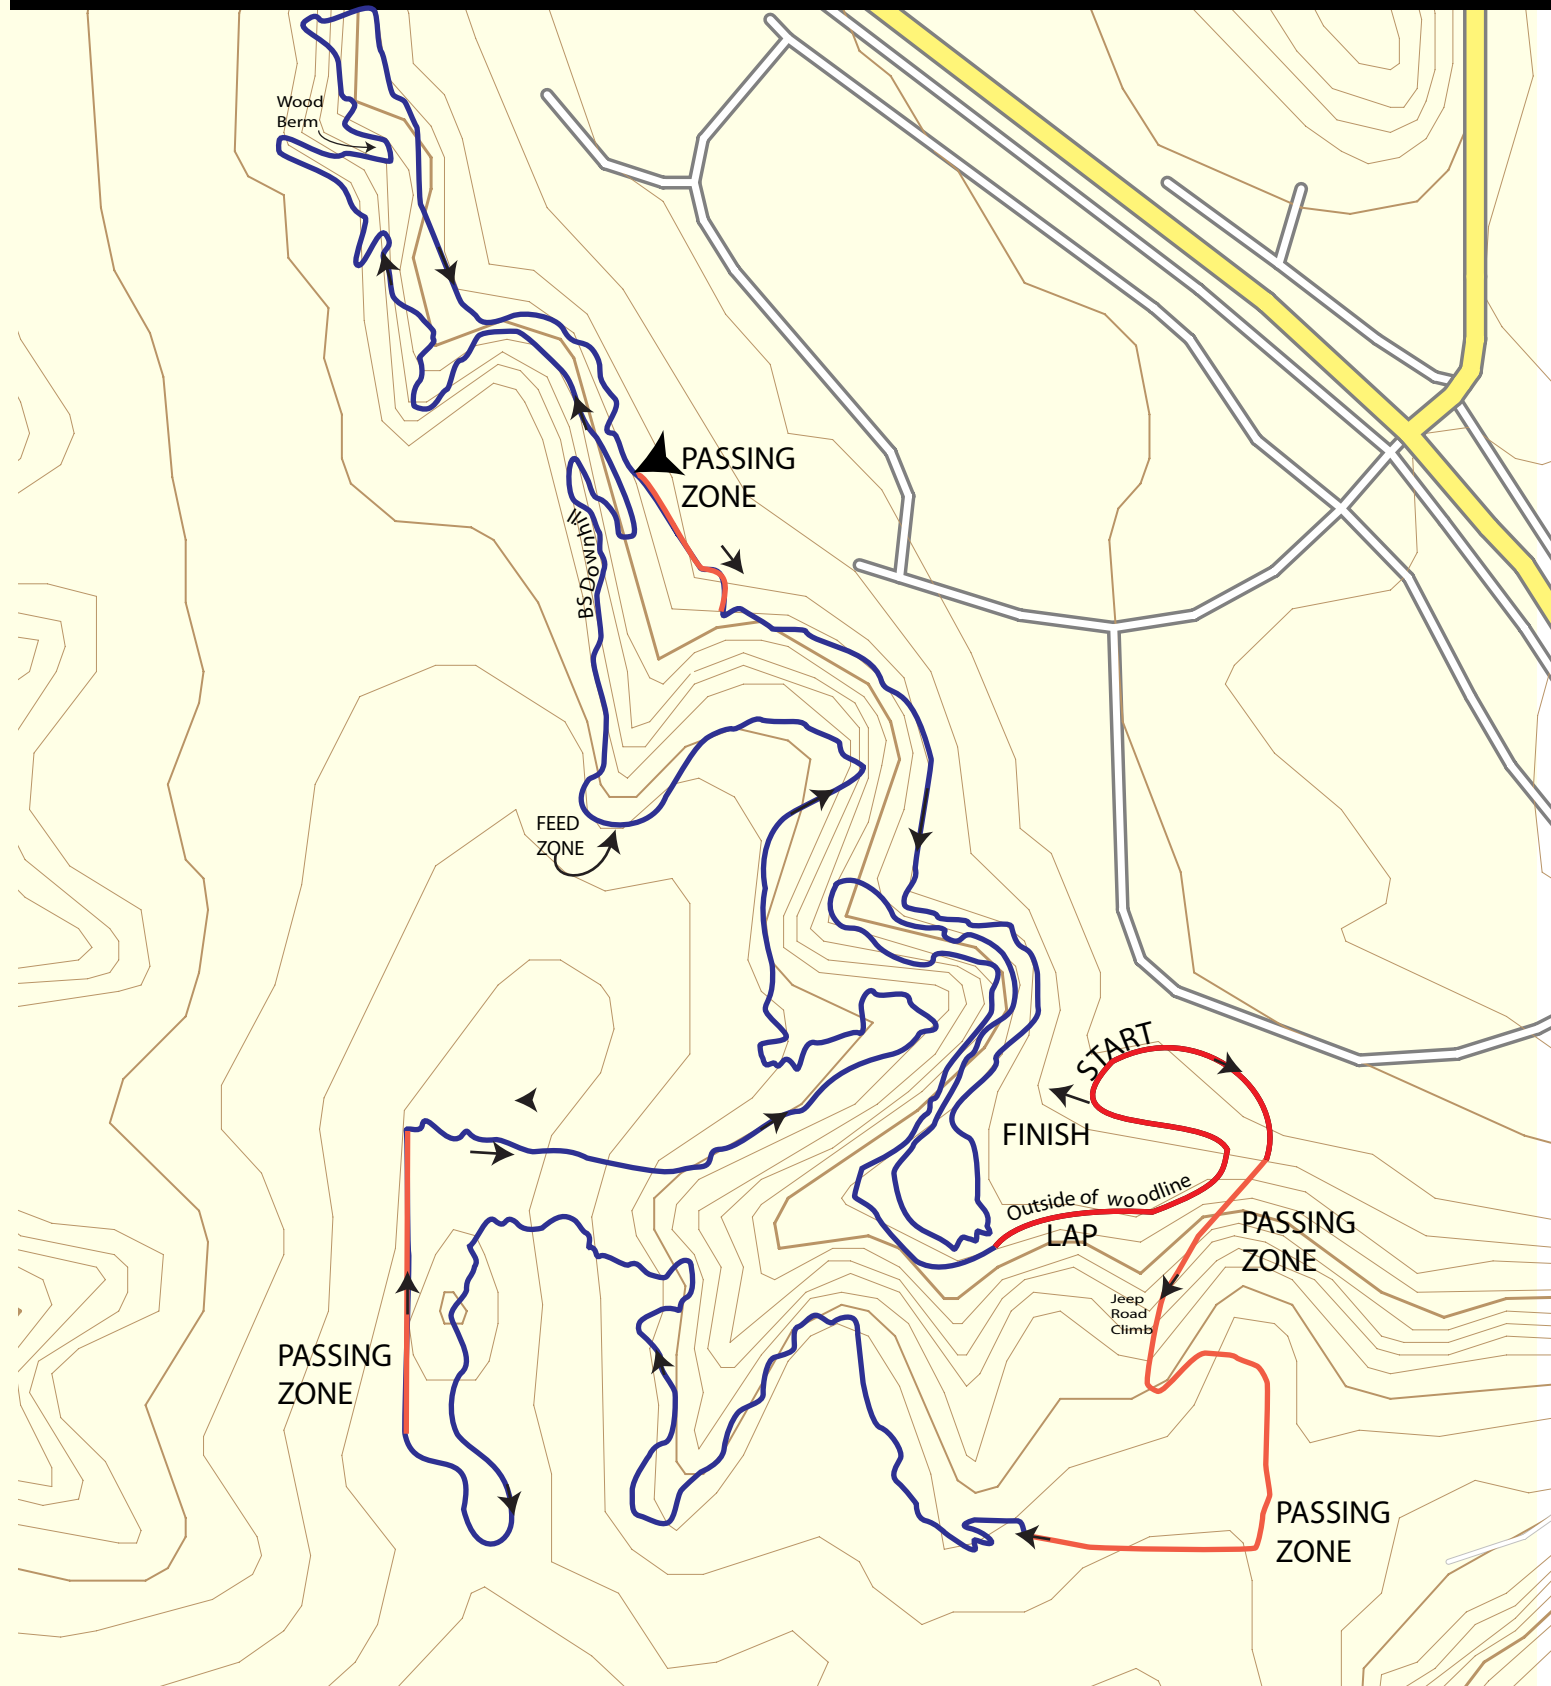 Wood
Berm
PASSING
ZONE
BS Downhill
FEED
ZONE
START
FINISH
Outside of woodline
LAP
PASSING
ZONE
Jeep
Road
Climb
PASSING
ZONE
PASSING
ZONE